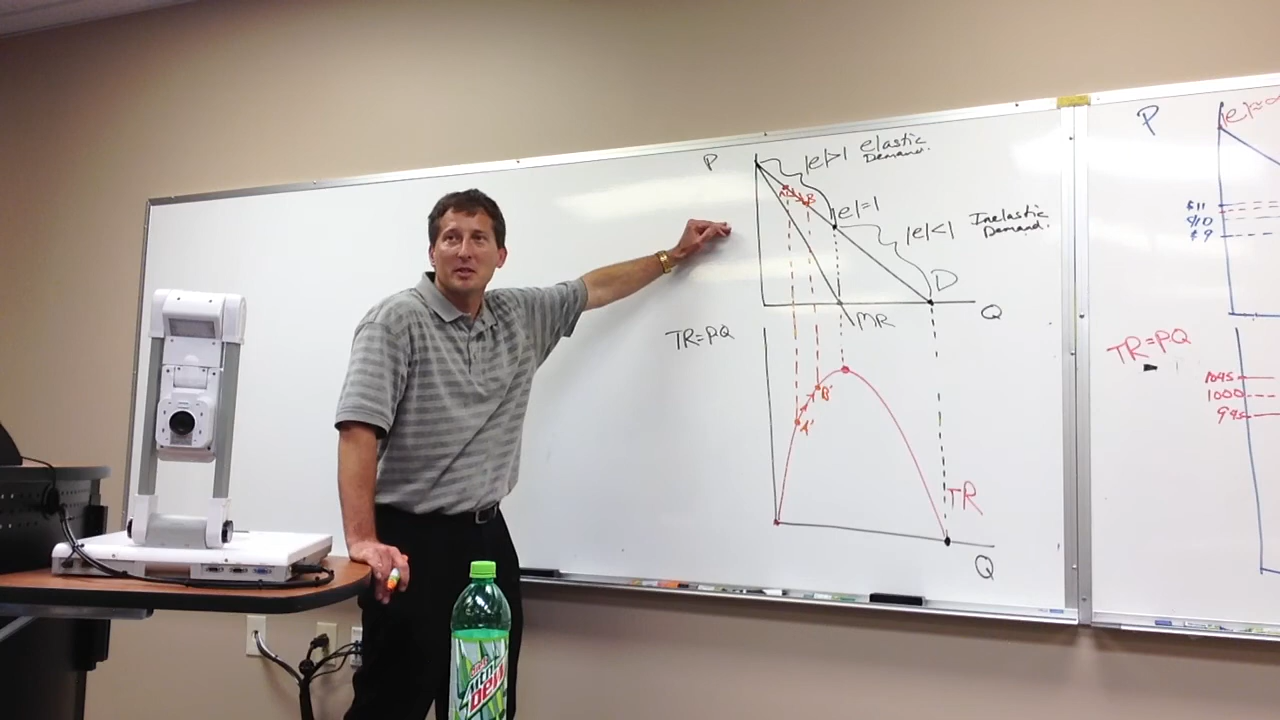 P
|e|>1 elastic
Demand.
A
B
|e|=1
|e|<1 Inelastic
Demand.
D
Q
MR
TR=PQ
A'
B'
TR
Q
P
$11
$10
$9
TR=PQ
1045
1000
945
Mtn
Dew